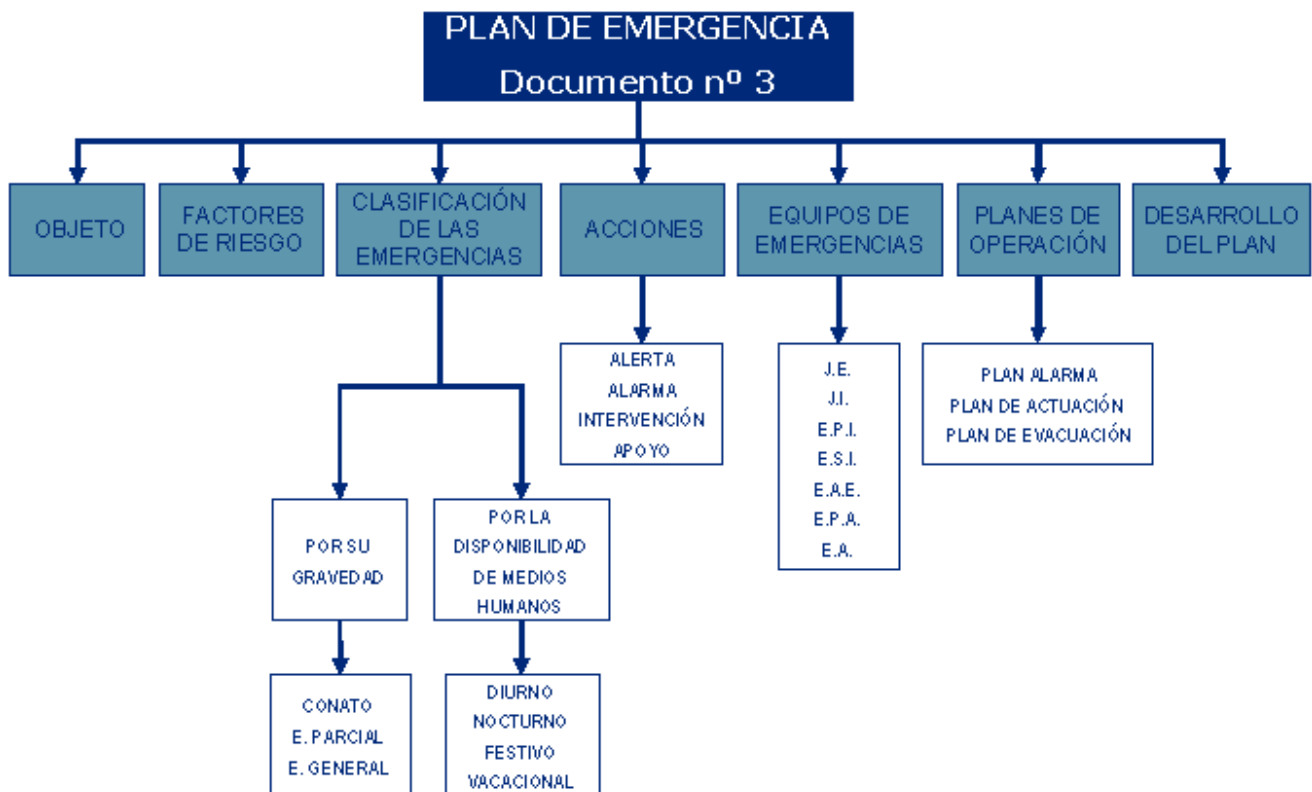 PLAN DE EMERGENCIA
Documento nº 3
OBJETO
FACTORES
DE RIESGO
CLASIFICACIÓN
DE LAS
EMERGENCIAS
ACCIONES
EQUIPOS DE
EMERGENCIAS
PLANES DE
OPERACIÓN
DESARROLLO
DEL PLAN
ALERTA
ALARMA
INTERVENCIÓN
APOYO
J.E.
J.I.
E.P.I.
E.S.I.
E.A.E.
E.P.A.
E.A.
PLAN ALARMA
PLAN DE ACTUACIÓN
PLAN DE EVACUACIÓN
POR SU
GRAVEDAD
POR LA
DISPONIBILIDAD
DE MEDIOS
HUMANOS
CONATO
E. PARCIAL
E. GENERAL
DIURNO
NOCTURNO
FESTIVO
VACACIONAL